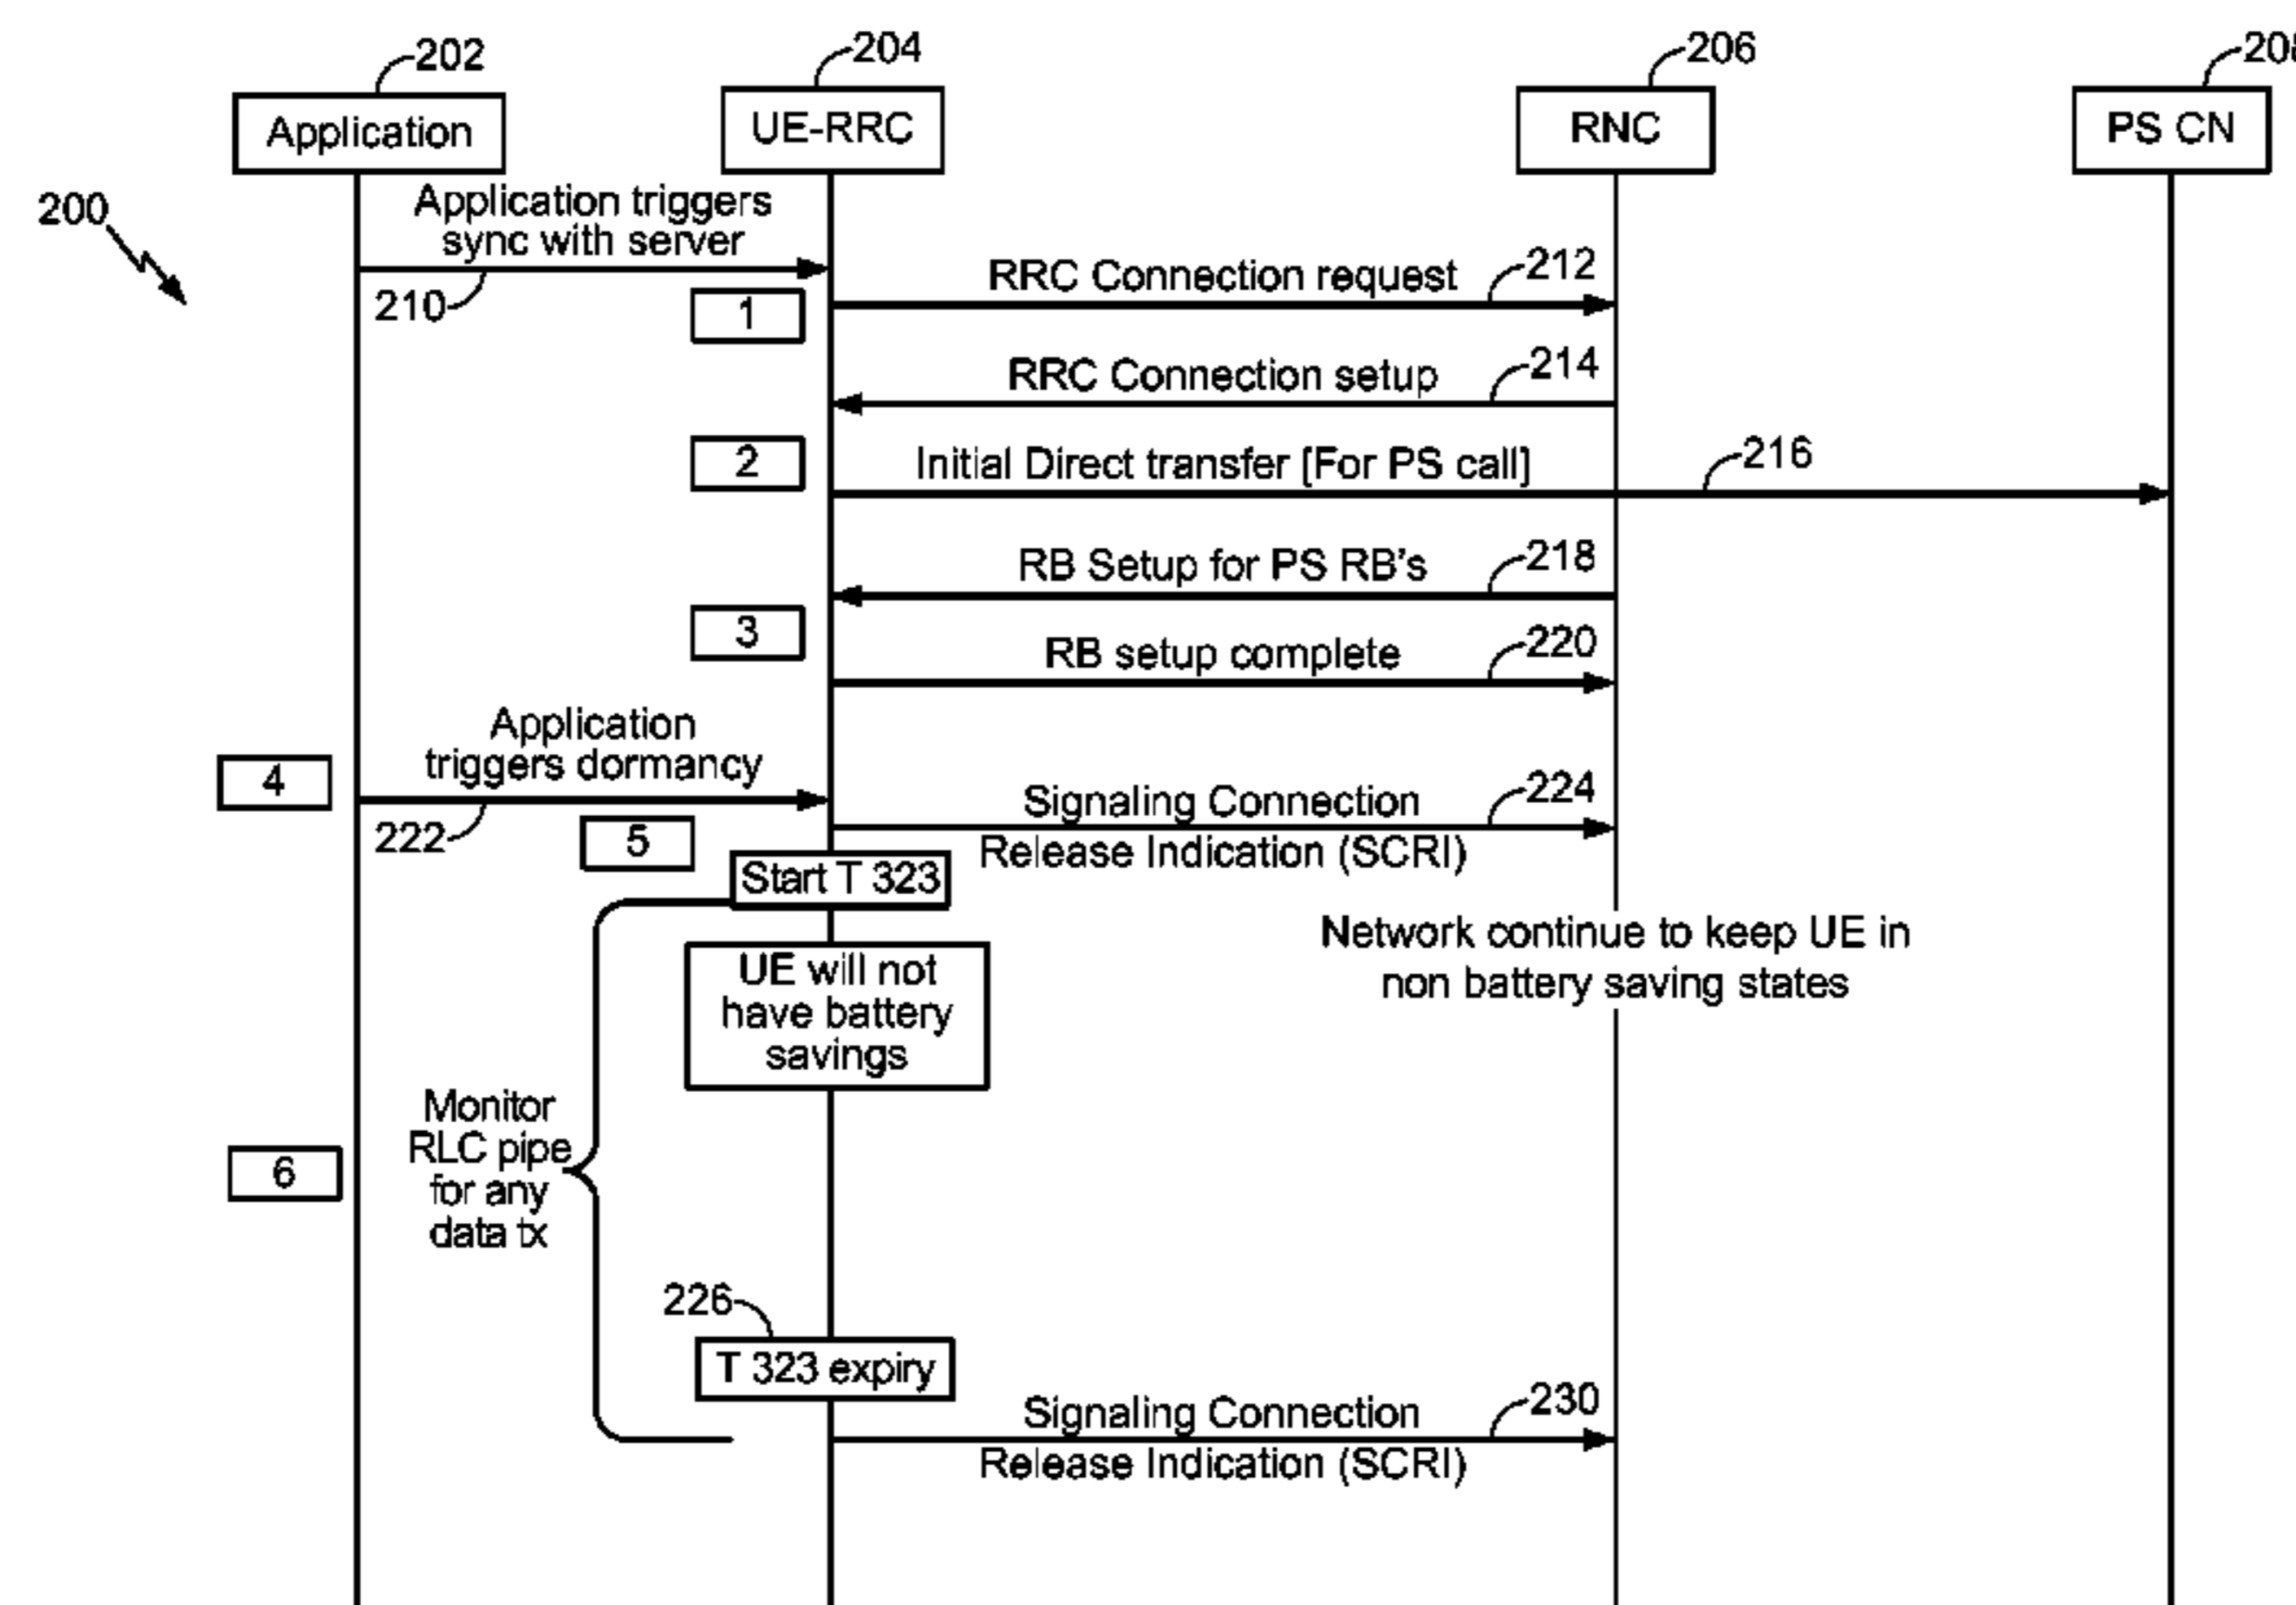 202
204
206
Application
UE-RRC
RNC
PS CN
200
Application triggers
sync with server
210
1
RRC Connection request
212
RRC Connection setup
214
2
Initial Direct transfer [For PS call]
216
RB Setup for PS RB's
218
3
RB setup complete
220
Application
triggers dormancy
4
222
5
Signaling Connection
224
Release Indication (SCRI)
Start T 323
Network continue to keep UE in
non battery saving states
UE will not
have battery
savings
Monitor
RLC pipe
for any
data tx
6
226
T 323 expiry
Signaling Connection
230
Release Indication (SCRI)